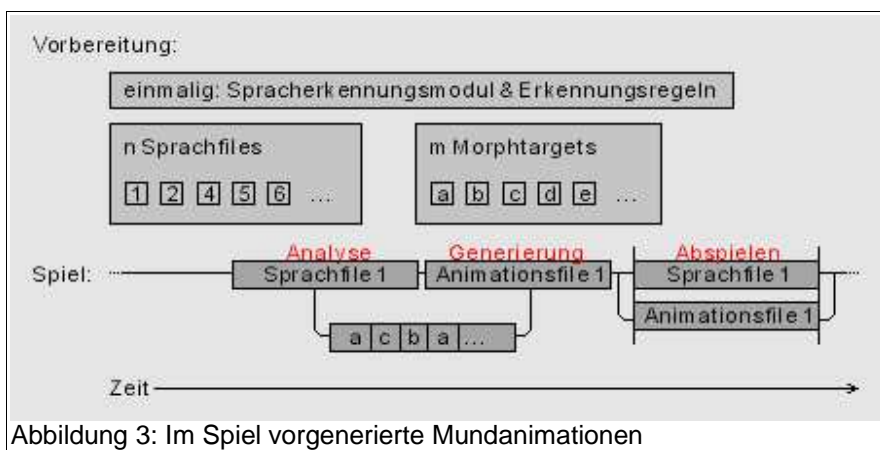 Vorbereitung:
einmalig: Spracherkennungsmodul & Erkennungsregeln
n Sprachfiles
m Morphtargets
1 2 4 5 6 ...
a b c d e ...
Analyse
Generierung
Abspielen
Spiel:
Sprachfile 1
Animationsfile 1
Sprachfile 1
Animationsfile 1
a c b a ...
Zeit
Abbildung 3: Im Spiel vorgenerierte Mundanimationen